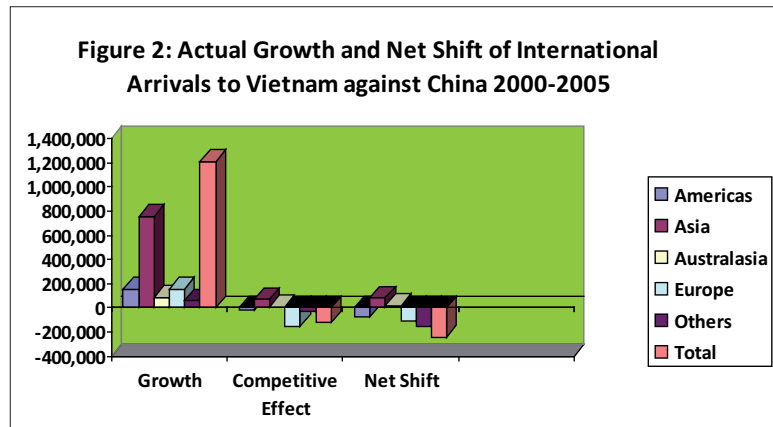 Figure 2: Actual Growth and Net Shift of International
Arrivals to Vietnam against China 2000-2005
1,400,000
1,200,000
1,000,000
800,000
600,000
400,000
200,000
0
-200,000
-400,000
Growth
Competitive
Effect
Net Shift
Americas
Asia
Australasia
Europe
Others
Total